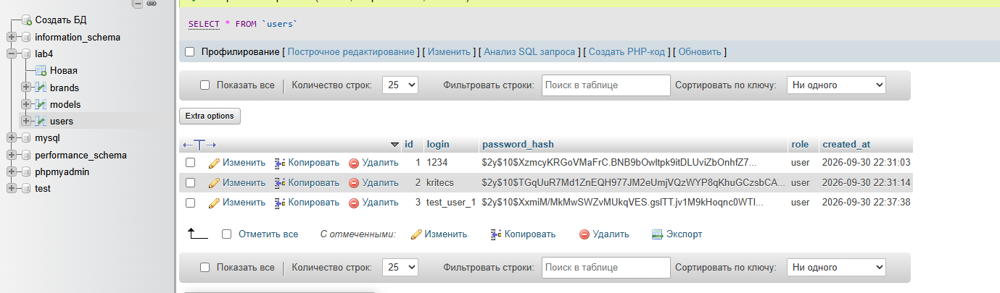 Создать БД
information_schema
lab4
Новая
brands
models
users
mysql
performance_schema
phpmyadmin
test
SELECT * FROM `users`
Профилирование [ Построчное редактирование ] [ Изменить ] [ Анализ SQL запроса ] [ Создать PHP-код ] [ Обновить ]
Показать все Количество строк: 25 Фильтровать строки: Поиск в таблице Сортировать по ключу: Ни одного
Extra options
id login password_hash role created_at
Изменить Копировать Удалить 1 1234 $2y$10$XzmcyKRGoVMaFrC.BNB9bOwltpk9itDLUviZbOnhfZ7... user 2026-09-30 22:31:03
Изменить Копировать Удалить 2 kritecs $2y$10$TGqUuR7Md1ZnEQH977JM2eUmjVQzWYP8qKhuGCzsbCA... user 2026-09-30 22:31:14
Изменить Копировать Удалить 3 test_user_1 $2y$10$XxmiM/MkMwSWZvMUkqVES.gsITT.jv1M9kHoqnc0WTI... user 2026-09-30 22:37:38
Отметить все С отмеченными: Изменить Копировать Удалить Экспорт
Показать все Количество строк: 25 Фильтровать строки: Поиск в таблице Сортировать по ключу: Ни одного